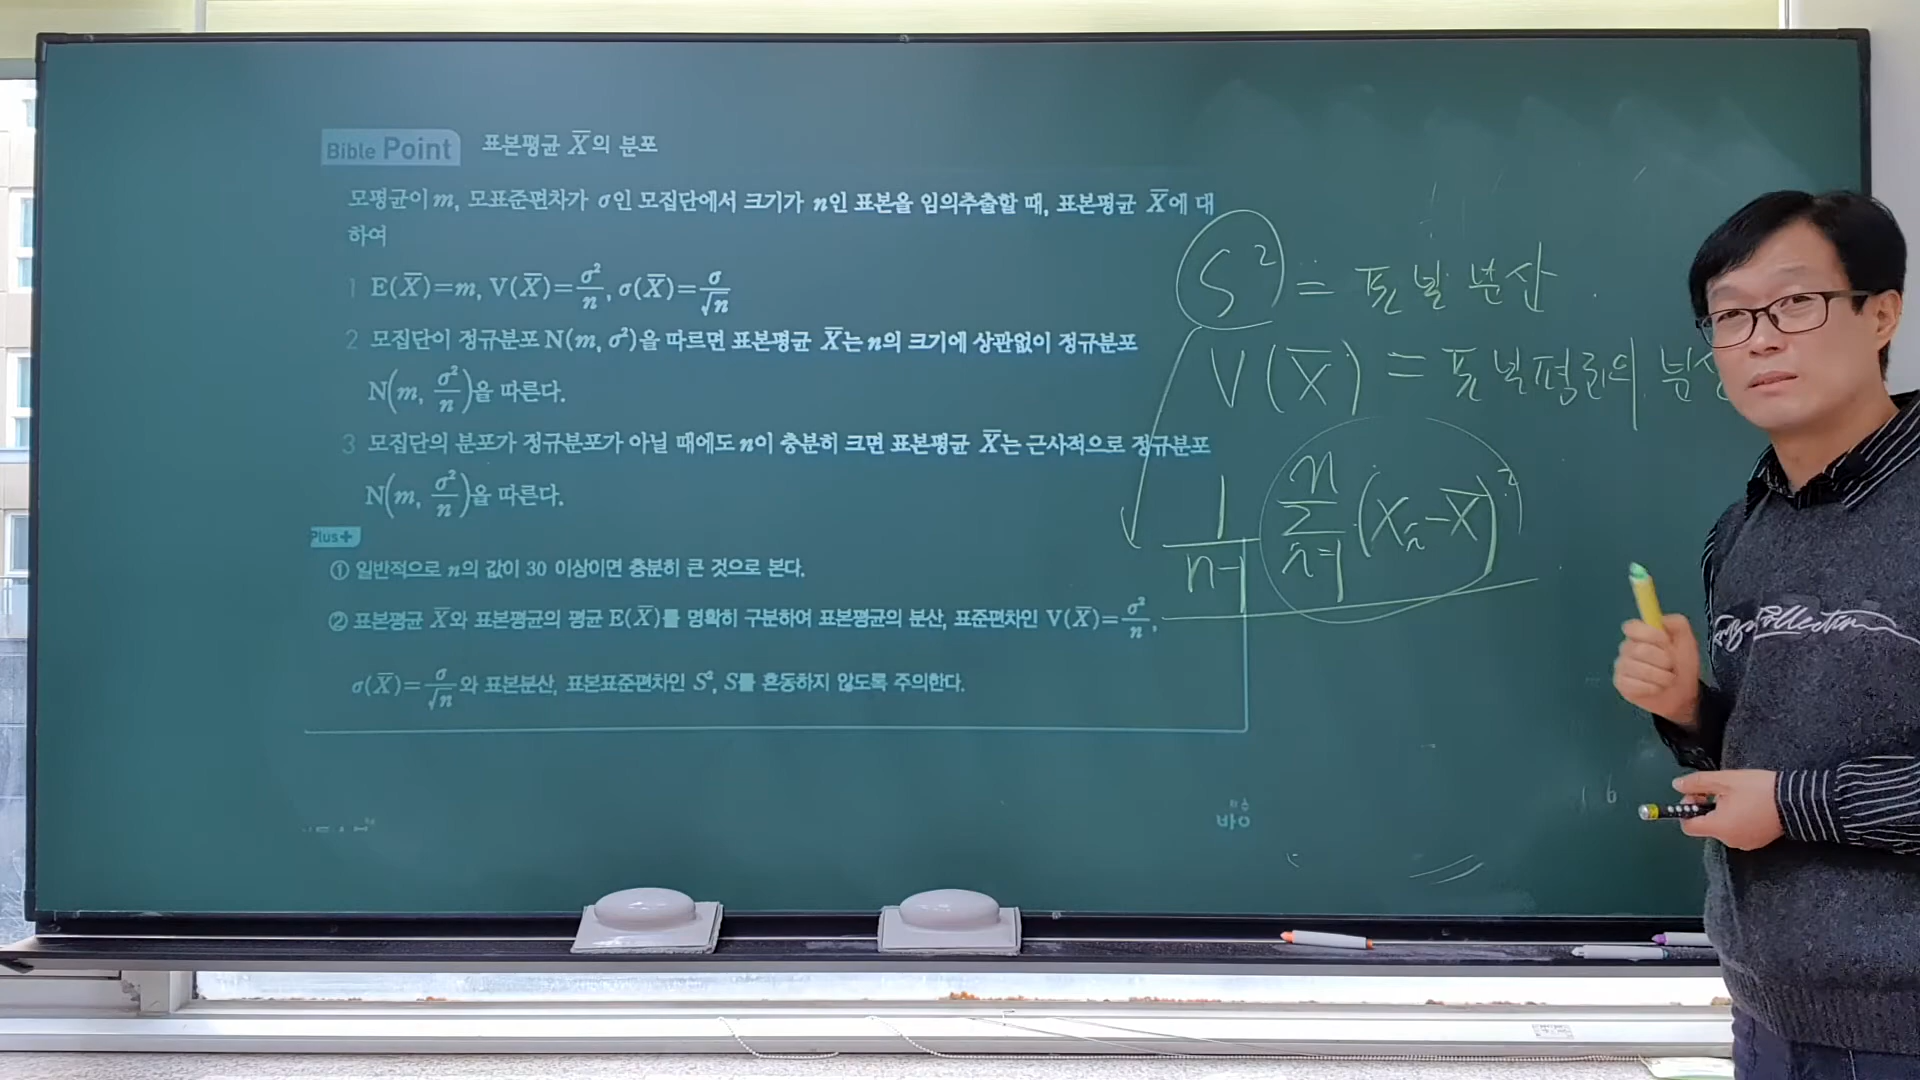 Bible Point 표본평균 X̄의 분포
모평균이 m, 모표준편차가 σ인 모집단에서 크기가 n인 표본을 임의추출할 때, 표본평균 X̄에 대
하여
1 E(X̄)=m, V(X̄)=σ²/n, σ(X̄)=σ/√n
2 모집단이 정규분포 N(m, σ²)을 따르면 표본평균 X̄는 n의 크기에 상관없이 정규분포
N(m, σ²/n)을 따른다.
3 모집단의 분포가 정규분포가 아닐 때에도 n이 충분히 크면 표본평균 X̄는 근사적으로 정규분포
N(m, σ²/n)을 따른다.
Plus+
① 일반적으로 n의 값이 30 이상이면 충분히 큰 것으로 본다.
② 표본평균 X̄와 표본평균의 평균 E(X̄)를 명확히 구분하여 표본평균의 분산, 표준편차인 V(X̄)=σ²/n,
σ(X̄)=σ/√n와 표본분산, 표본표준편차인 S², S를 혼동하지 않도록 주의한다.
S² = 표본분산
V(X̄) = 표본평균의 분산
1/(n-1) Σ (Xᵢ-X̄)²